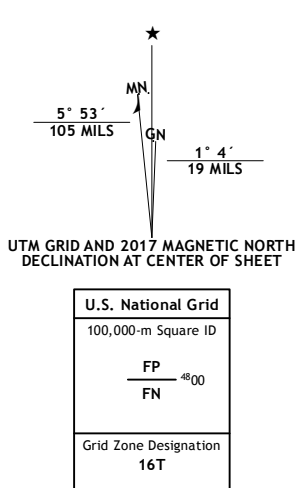 ★
MN.
5° 53´
105 MILS
GN
1° 4´
19 MILS
UTM GRID AND 2017 MAGNETIC NORTH
DECLINATION AT CENTER OF SHEET
U.S. National Grid
100,000-m Square ID
FP
4800
FN
Grid Zone Designation
16T